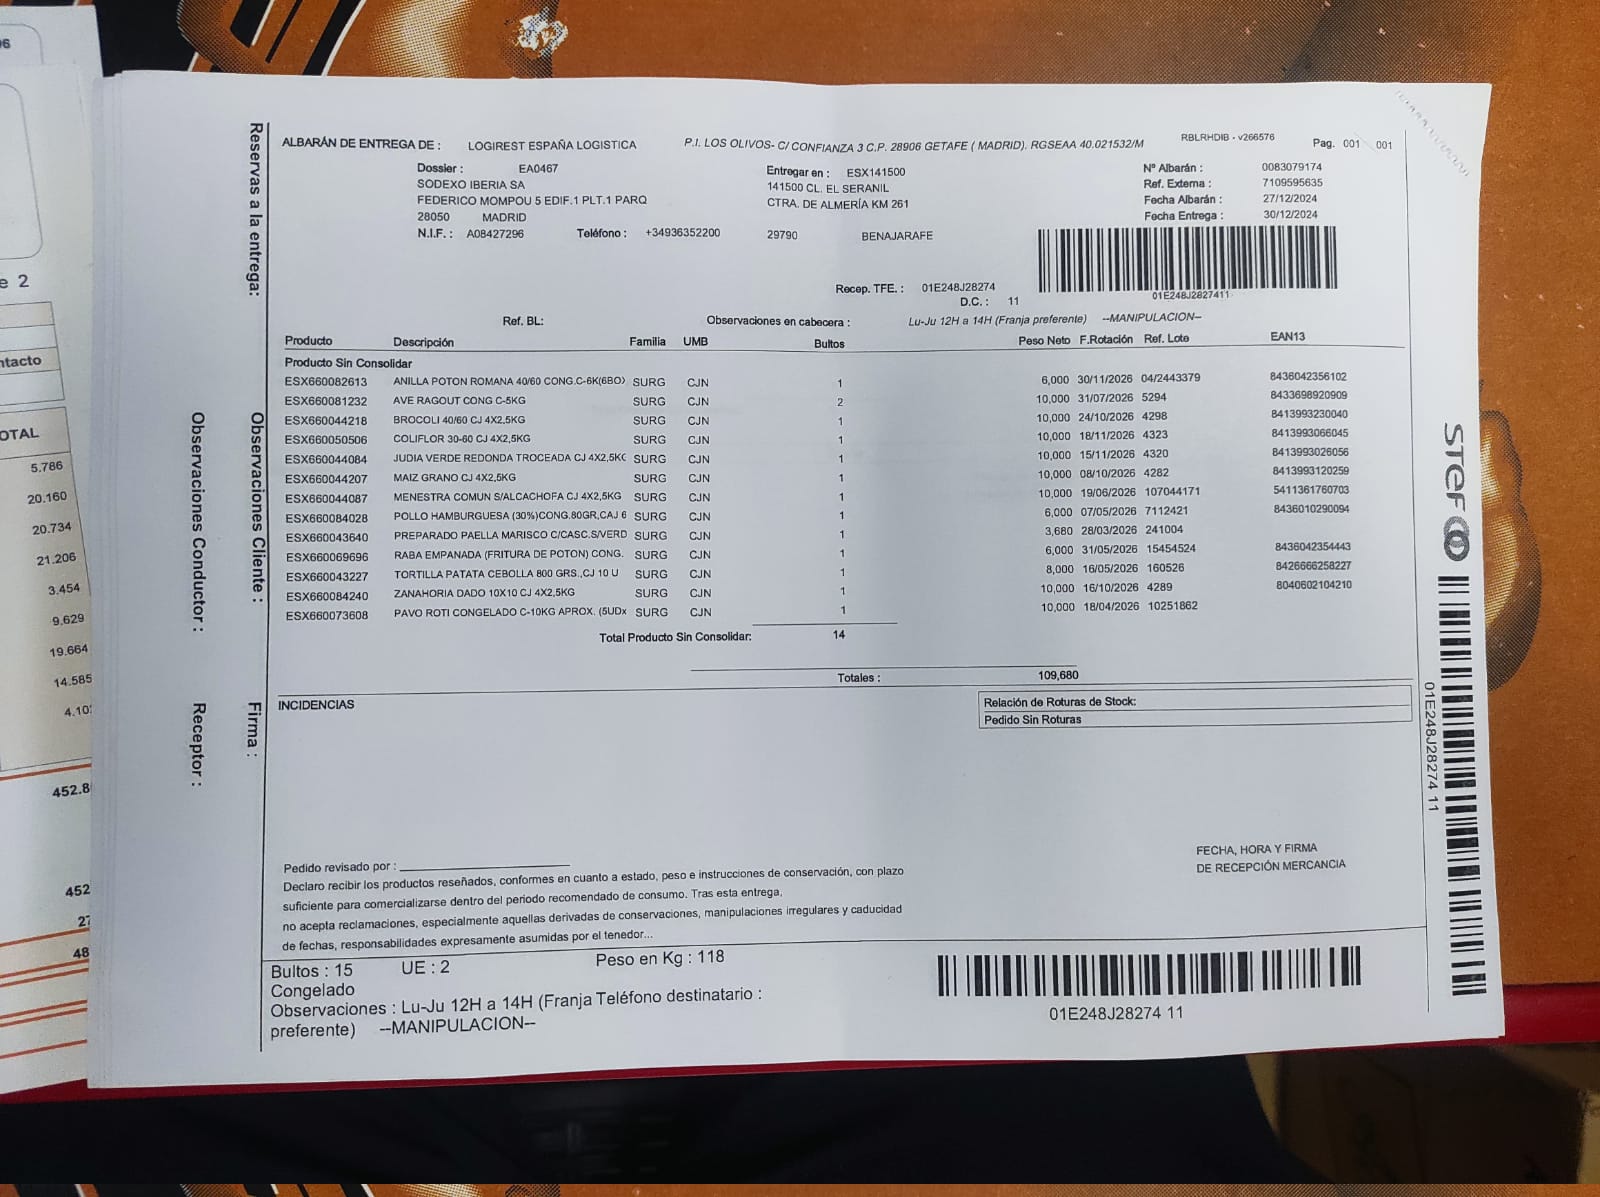 ALBARÁN DE ENTREGA DE : LOGIREST ESPAÑA LOGISTICA P.I. LOS OLIVOS- C/ CONFIANZA 3 C.P. 28906 GETAFE ( MADRID). RGSEAA 40.021532/M RBLRHDIB - v266576 Pag. 001 001
Dossier : EA0467 Entregar en : ESX141500 Nº Albarán : 0083079174
SODEXO IBERIA SA 141500 CL. EL SERANIL Ref. Externa : 7109595635
FEDERICO MOMPOU 5 EDIF.1 PLT.1 PARQ CTRA. DE ALMERÍA KM 261 Fecha Albarán : 27/12/2024
28050 MADRID Fecha Entrega : 30/12/2024
N.I.F. : A08427296 Teléfono : +34936352200 29790 BENAJARAFE
01E248J2827411
Recep. TFE. : 01E248J28274
D.C. : 11
Ref. BL: Observaciones en cabecera : Lu-Ju 12H a 14H (Franja preferente) --MANIPULACION--
Producto Descripción Familia UMB Bultos Peso Neto F.Rotación Ref. Lote EAN13
Producto Sin Consolidar
ESX660082613 ANILLA POTON ROMANA 40/60 CONG.C-6K(6BO) SURG CJN 1 6,000 30/11/2026 04/2443379 8436042356102
ESX660081232 AVE RAGOUT CONG C-5KG SURG CJN 2 10,000 31/07/2026 5294 8433698920909
ESX660044218 BROCOLI 40/60 CJ 4X2,5KG SURG CJN 1 10,000 24/10/2026 4298 8413993230040
ESX660050506 COLIFLOR 30-60 CJ 4X2,5KG SURG CJN 1 10,000 18/11/2026 4323 8413993066045
ESX660044084 JUDIA VERDE REDONDA TROCEADA CJ 4X2,5KG SURG CJN 1 10,000 15/11/2026 4320 8413993026056
ESX660044207 MAIZ GRANO CJ 4X2,5KG SURG CJN 1 10,000 08/10/2026 4282 8413993120259
ESX660044087 MENESTRA COMUN S/ALCACHOFA CJ 4X2,5KG SURG CJN 1 10,000 19/06/2026 107044171 5411361760703
ESX660084028 POLLO HAMBURGUESA (30%)CONG.80GR,CAJ 6 SURG CJN 1 6,000 07/05/2026 7112421 8436010290094
ESX660043640 PREPARADO PAELLA MARISCO C/CASC.S/VERD SURG CJN 1 3,680 28/03/2026 241004
ESX660069696 RABA EMPANADA (FRITURA DE POTON) CONG. SURG CJN 1 6,000 31/05/2026 15454524 8436042354443
ESX660043227 TORTILLA PATATA CEBOLLA 800 GRS.,CJ 10 U SURG CJN 1 8,000 16/05/2026 160526 8426666258227
ESX660084240 ZANAHORIA DADO 10X10 CJ 4X2,5KG SURG CJN 1 10,000 16/10/2026 4289 8040602104210
ESX660073608 PAVO ROTI CONGELADO C-10KG APROX. (5UDx SURG CJN 1 10,000 18/04/2026 10251862
Total Producto Sin Consolidar: 14
Totales : 109,680
INCIDENCIAS
Relación de Roturas de Stock:
Pedido Sin Roturas
FECHA, HORA Y FIRMA
DE RECEPCIÓN MERCANCIA
Pedido revisado por :
Declaro recibir los productos reseñados, conformes en cuanto a estado, peso e instrucciones de conservación, con plazo
suficiente para comercializarse dentro del periodo recomendado de consumo. Tras esta entrega,
no acepta reclamaciones, especialmente aquellas derivadas de conservaciones, manipulaciones irregulares y caducidad
de fechas, responsabilidades expresamente asumidas por el tenedor...
Bultos : 15 UE : 2 Peso en Kg : 118
Congelado
Observaciones : Lu-Ju 12H a 14H (Franja Teléfono destinatario :
preferente) --MANIPULACION--
01E248J28274 11
Reservas a la entrega:
Observaciones Cliente :
Firma :
Observaciones Conductor :
Receptor :
STEF
01E248J28274 11
e 2
ntacto
OTAL
5.786
20.160
20.734
21.206
3.454
9.629
19.664
14.585
4.10
452.8
452
27
48